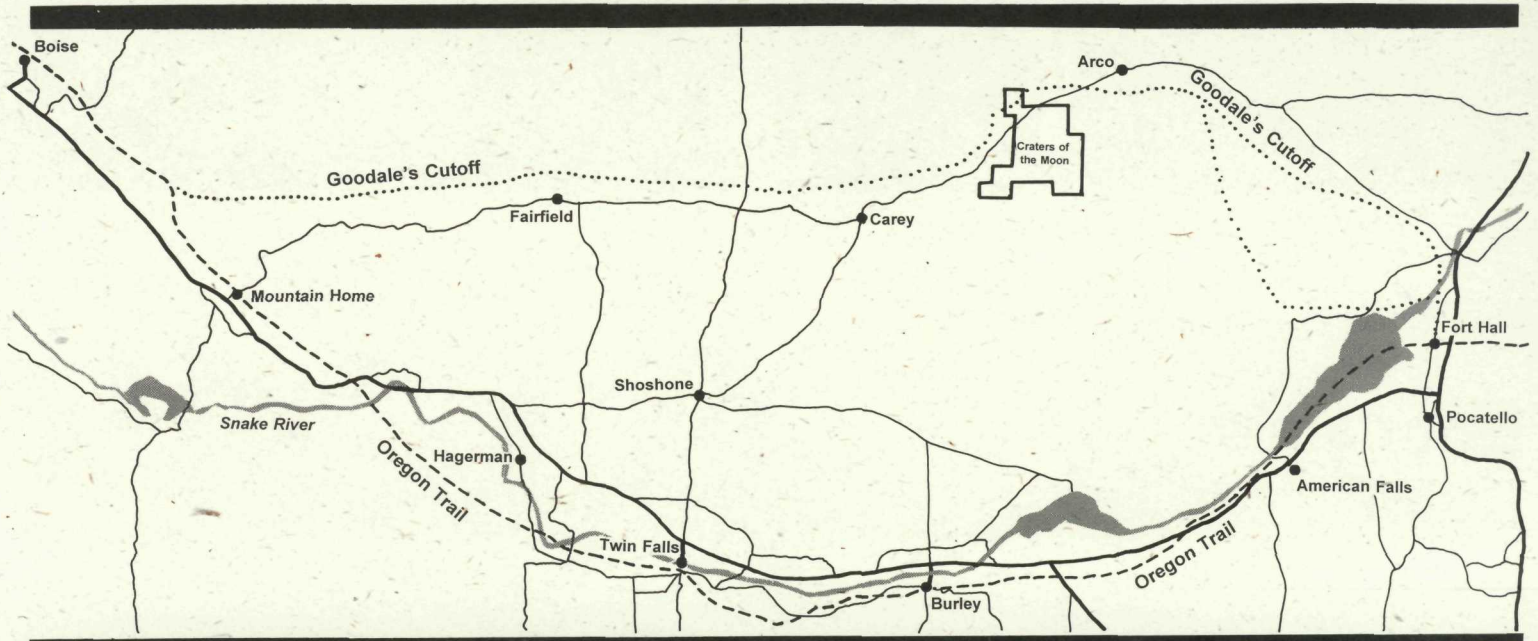 Boise
Arco
Goodale's Cutoff
Craters of
the Moon
Goodale's Cutoff
Fairfield
Carey
Mountain Home
Fort Hall
Shoshone
Snake River
Pocatello
Hagerman
Oregon Trail
American Falls
Twin Falls
Oregon Trail
Burley